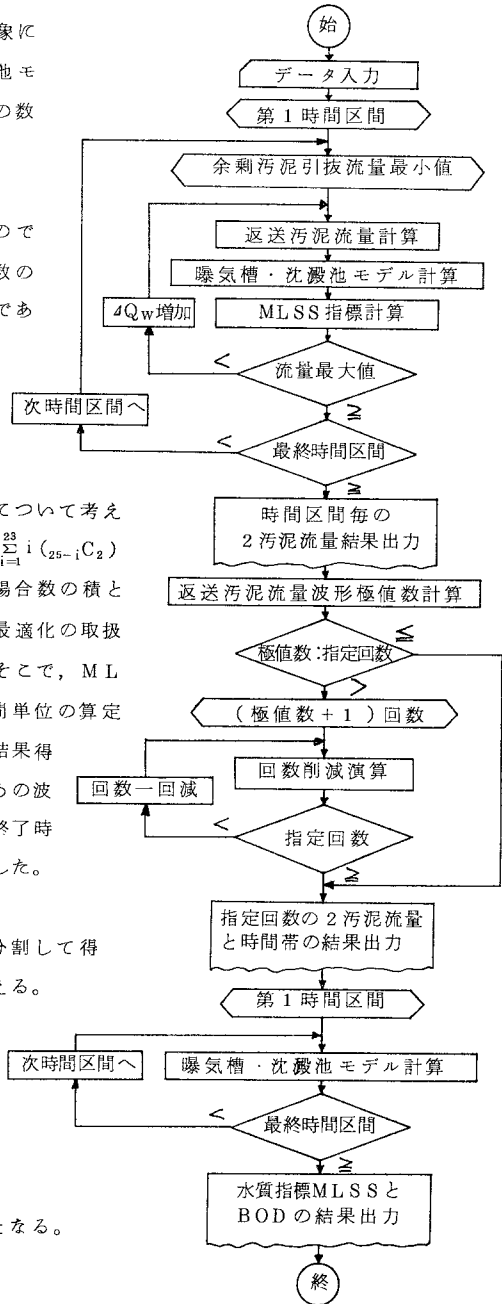 象に
池モ
の数
ので
数の
であ
てついて考え
Σ i=1 23 i (25-iC2)
場合数の積と
最適化の取扱
そこで，ML
間単位の算定
結果得
めの波
終了時
した。
分割して得
える。
となる。
始
データ入力
第1時間区間
余剰汚泥引抜流量最小値
返送汚泥流量計算
曝気槽・沈澱池モデル計算
ΔQw増加
MLSS指標計算
<
流量最大値
≧
次時間区間へ
<
最終時間区間
≧
時間区間毎の
2汚泥流量結果出力
返送汚泥流量波形極値数計算
≦
極値数：指定回数
>
（極値数＋1）回数
回数削減演算
回数一回減
<
指定回数
≧
指定回数の2汚泥流量
と時間帯の結果出力
第1時間区間
次時間区間へ
曝気槽・沈澱池モデル計算
<
最終時間区間
≧
水質指標MLSSと
BODの結果出力
終